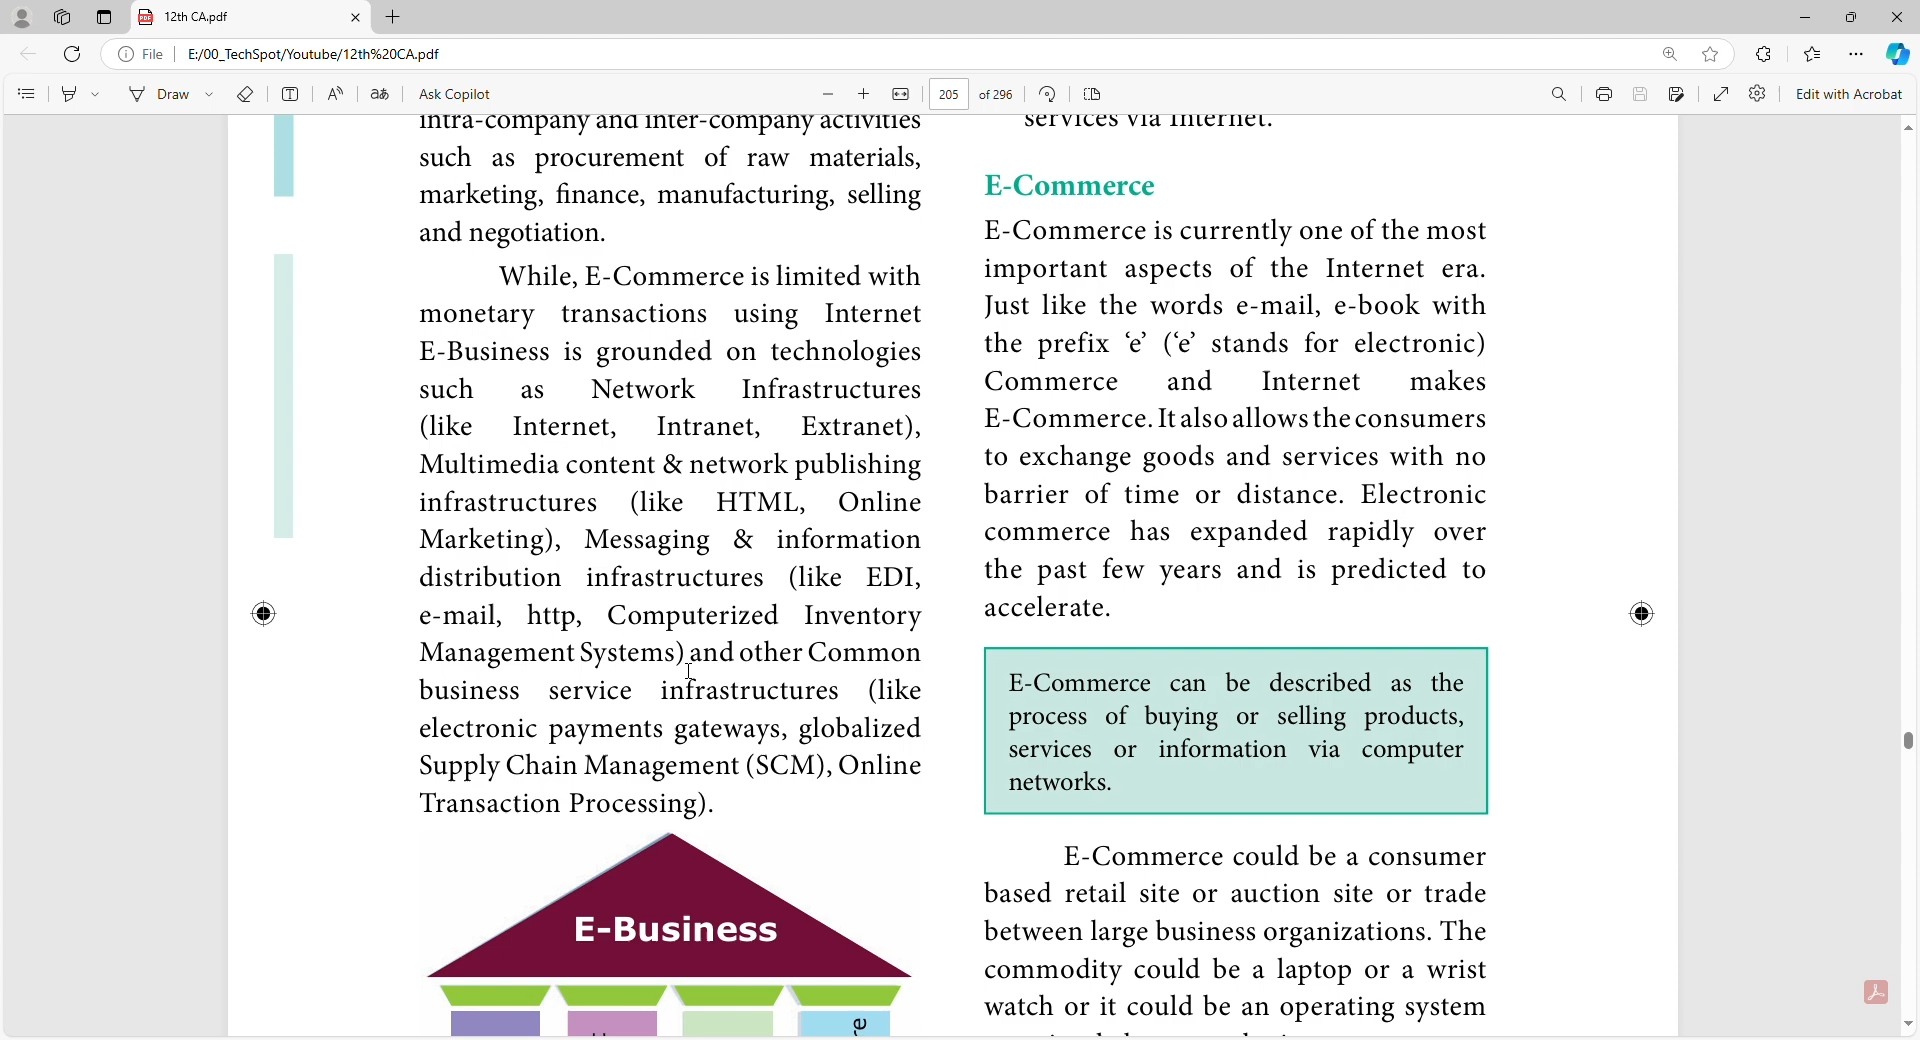 12th CA.pdf
File
E:/00_TechSpot/Youtube/12th%20CA.pdf
Draw
Ask Copilot
205
of 296
Edit with Acrobat
intra-company and inter-company activities
such as procurement of raw materials,
marketing, finance, manufacturing, selling
and negotiation.
While, E-Commerce is limited with
monetary transactions using Internet
E-Business is grounded on technologies
such as Network Infrastructures
(like Internet, Intranet, Extranet),
Multimedia content & network publishing
infrastructures (like HTML, Online
Marketing), Messaging & information
distribution infrastructures (like EDI,
e-mail, http, Computerized Inventory
Management Systems) and other Common
business service infrastructures (like
electronic payments gateways, globalized
Supply Chain Management (SCM), Online
Transaction Processing).
E-Business
services via Internet.
E-Commerce
E-Commerce is currently one of the most
important aspects of the Internet era.
Just like the words e-mail, e-book with
the prefix ‘e’ (‘e’ stands for electronic)
Commerce and Internet makes
E-Commerce. It also allows the consumers
to exchange goods and services with no
barrier of time or distance. Electronic
commerce has expanded rapidly over
the past few years and is predicted to
accelerate.
E-Commerce can be described as the
process of buying or selling products,
services or information via computer
networks.
E-Commerce could be a consumer
based retail site or auction site or trade
between large business organizations. The
commodity could be a laptop or a wrist
watch or it could be an operating system